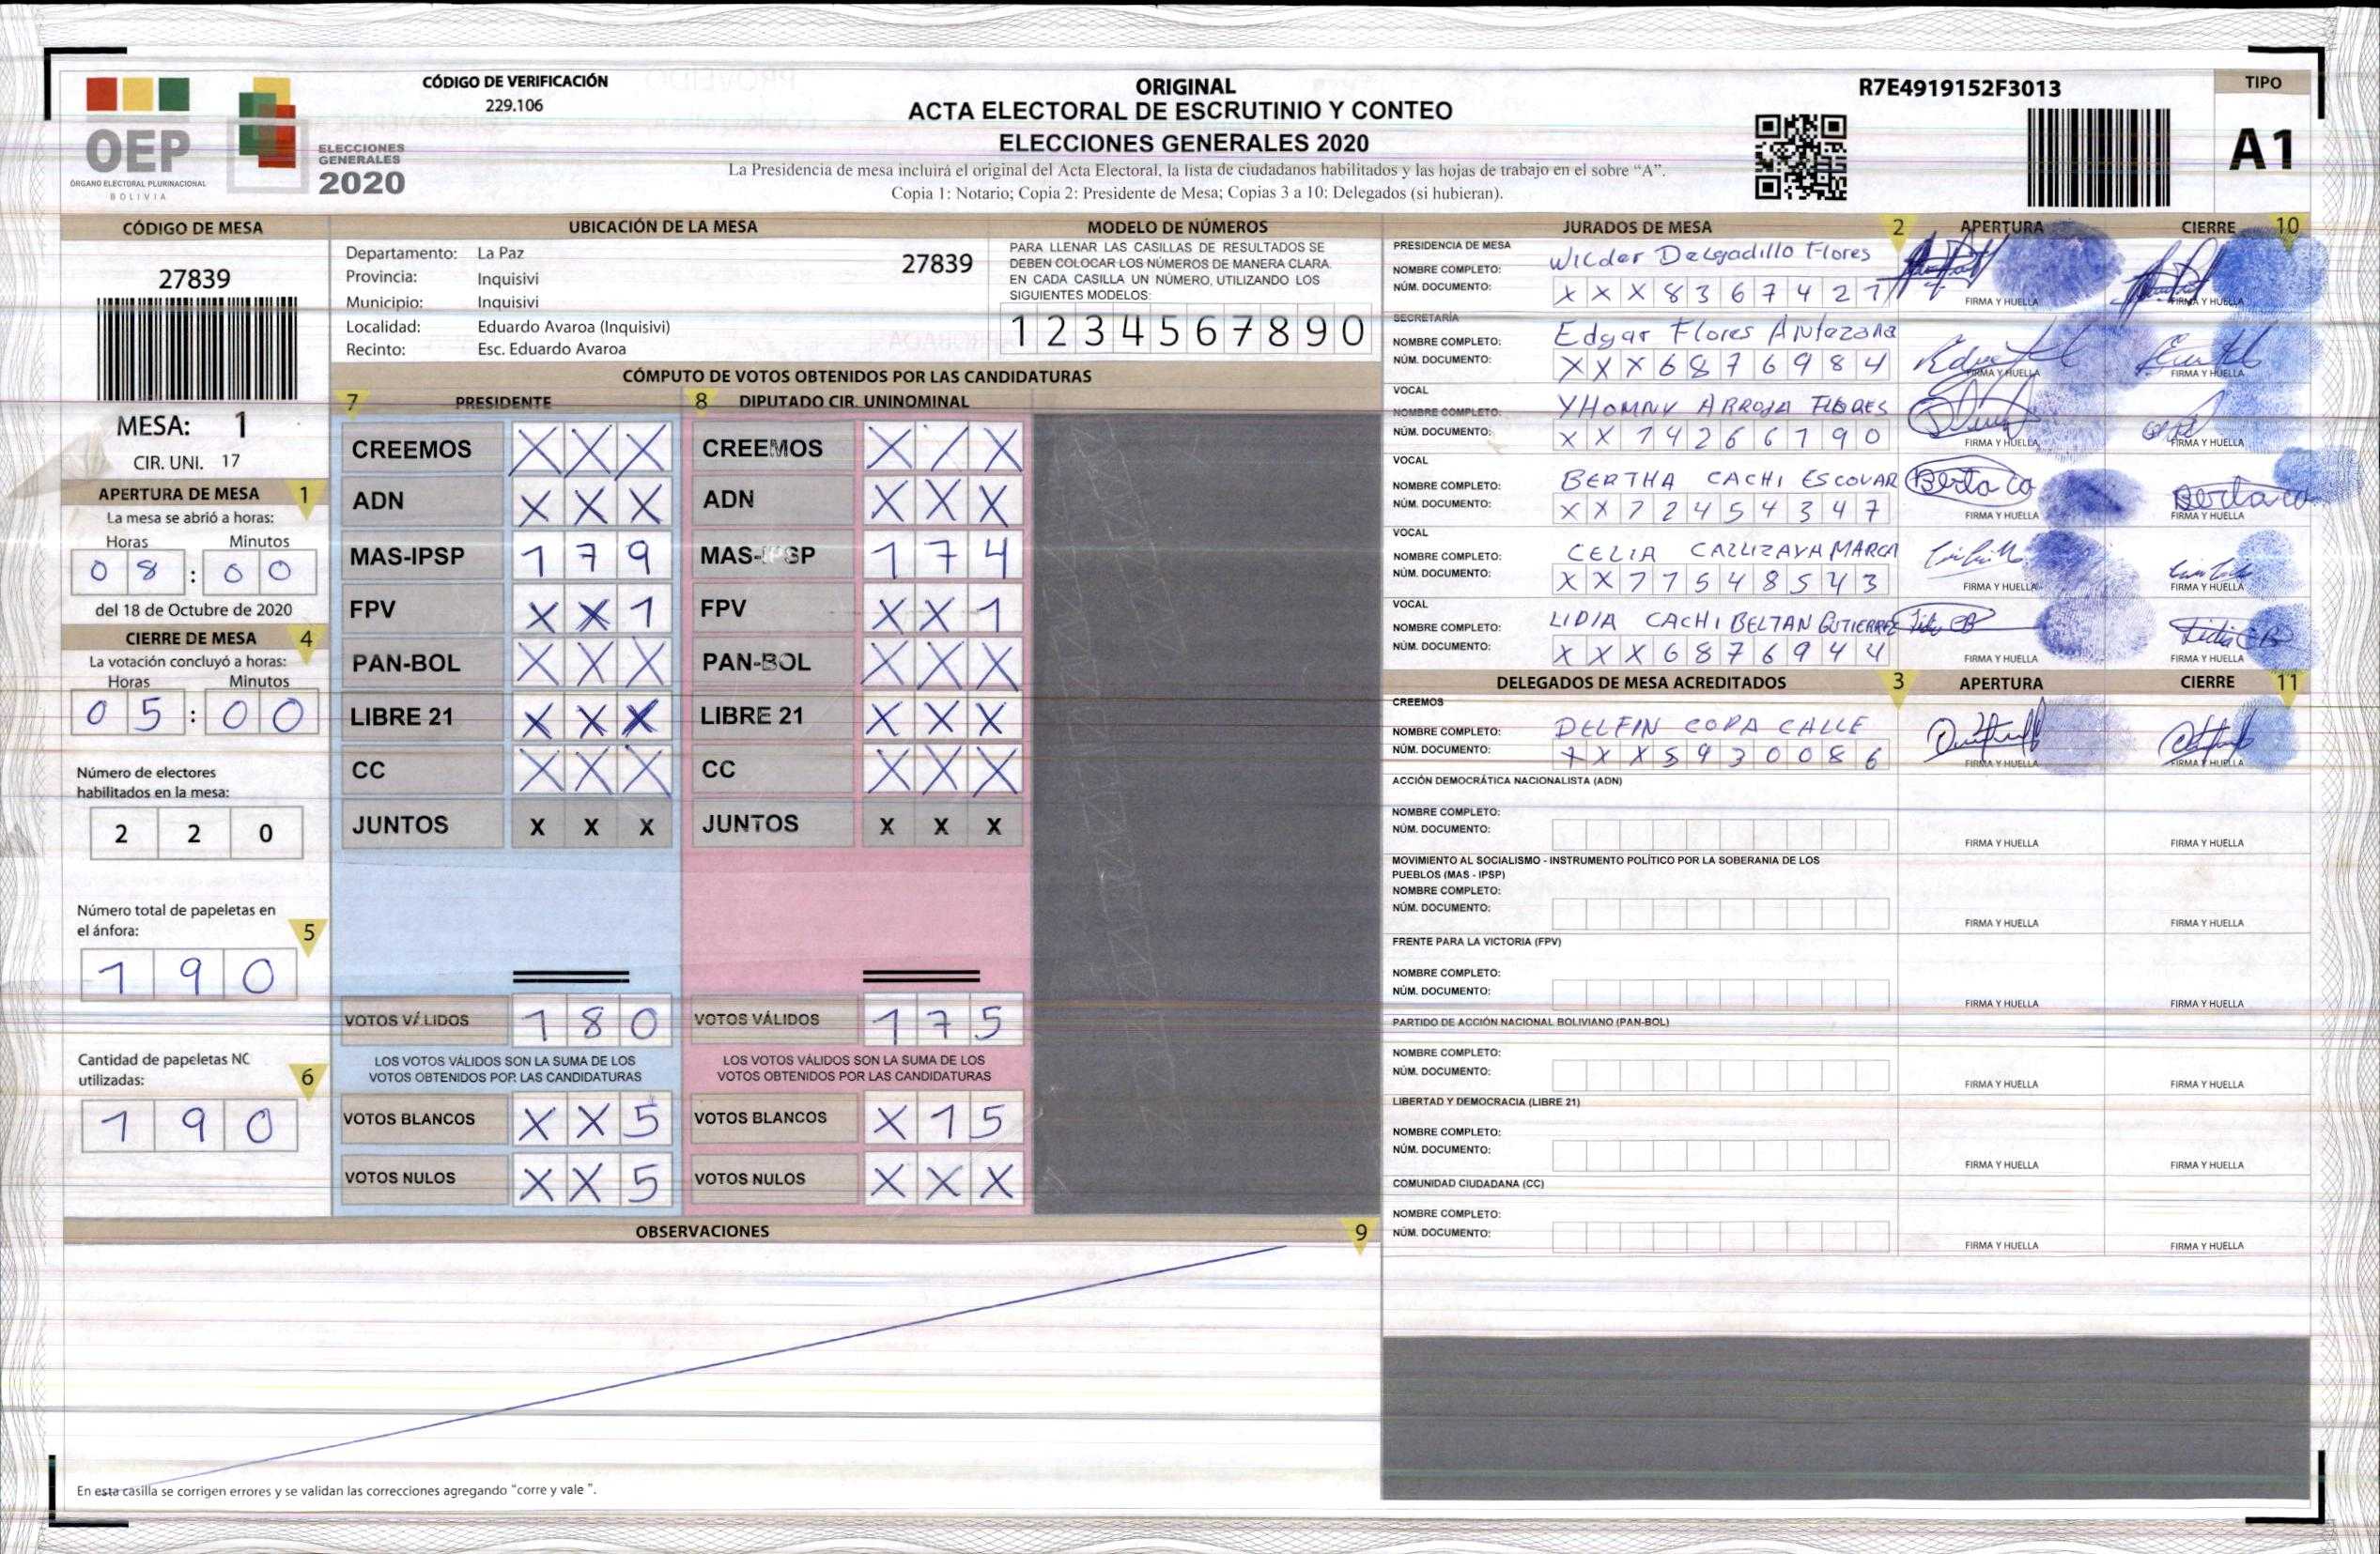 CÓDIGO DE VERIFICACIÓN
229.106
ORIGINAL
ACTA ELECTORAL DE ESCRUTINIO Y CONTEO
ELECCIONES GENERALES 2020
La Presidencia de mesa incluirá el original del Acta Electoral, la lista de ciudadanos habilitados y las hojas de trabajo en el sobre “A”.
Copia 1: Notario; Copia 2: Presidente de Mesa; Copias 3 a 10: Delegados (si hubieran).
R7E4919152F3013
TIPO
A1
OEP
ÓRGANO ELECTORAL PLURINACIONAL
BOLIVIA
ELECCIONES
GENERALES
2020
CÓDIGO DE MESA
27839
MESA: 1
CIR. UNI. 17
APERTURA DE MESA 1
La mesa se abrió a horas:
Horas Minutos
0 8 : 0 0
del 18 de Octubre de 2020
CIERRE DE MESA 4
La votación concluyó a horas:
Horas Minutos
0 5 : 0 0
Número de electores
habilitados en la mesa:
2 2 0
Número total de papeletas en
el ánfora: 5
1 9 0
Cantidad de papeletas NO
utilizadas: 6
1 9 0
UBICACIÓN DE LA MESA
Departamento: La Paz
27839
Provincia: Inquisivi
Municipio: Inquisivi
Localidad: Eduardo Avaroa (Inquisivi)
Recinto: Esc. Eduardo Avaroa
MODELO DE NÚMEROS
PARA LLENAR LAS CASILLAS DE RESULTADOS SE
DEBEN COLOCAR LOS NÚMEROS DE MANERA CLARA.
EN CADA CASILLA UN NÚMERO, UTILIZANDO LOS
SIGUIENTES MODELOS:
1 2 3 4 5 6 7 8 9 0
CÓMPUTO DE VOTOS OBTENIDOS POR LAS CANDIDATURAS
7 PRESIDENTE
CREEMOS X X X
ADN X X X
MAS-IPSP 1 7 9
FPV X X 1
PAN-BOL X X X
LIBRE 21 X X X
CC X X X
JUNTOS X X X
VOTOS VÁLIDOS 1 8 0
LOS VOTOS VÁLIDOS SON LA SUMA DE LOS
VOTOS OBTENIDOS POR LAS CANDIDATURAS
VOTOS BLANCOS X X 5
VOTOS NULOS X X 5
8 DIPUTADO CIR. UNINOMINAL
CREEMOS X / X
ADN X X X
MAS-IPSP 1 7 4
FPV X X 1
PAN-BOL X X X
LIBRE 21 X X X
CC X X X
JUNTOS X X X
VOTOS VÁLIDOS 1 7 5
LOS VOTOS VÁLIDOS SON LA SUMA DE LOS
VOTOS OBTENIDOS POR LAS CANDIDATURAS
VOTOS BLANCOS X 1 5
VOTOS NULOS X X X
OBSERVACIONES 9
En esta casilla se corrigen errores y se validan las correcciones agregando “corre y vale ”.
JURADOS DE MESA 2 APERTURA CIERRE 10
PRESIDENCIA DE MESA
NOMBRE COMPLETO: Wilder Delgadillo Flores
NÚM. DOCUMENTO: X X X 8 3 6 7 4 2 1
FIRMA Y HUELLA FIRMA Y HUELLA
SECRETARÍA
NOMBRE COMPLETO: Edgar Flores Antezana
NÚM. DOCUMENTO: X X X 6 8 7 6 9 8 4
FIRMA Y HUELLA FIRMA Y HUELLA
VOCAL
NOMBRE COMPLETO: YHOMNY ARROJA FLORES
NÚM. DOCUMENTO: X X 1 4 2 6 6 1 9 0
FIRMA Y HUELLA FIRMA Y HUELLA
VOCAL
NOMBRE COMPLETO: BERTHA CACHI ESCOVAR
NÚM. DOCUMENTO: X X 7 2 4 5 4 3 4 7
FIRMA Y HUELLA FIRMA Y HUELLA
VOCAL
NOMBRE COMPLETO: CELIA CALLIZAYA MARCA
NÚM. DOCUMENTO: X X 7 7 5 4 8 5 4 3
FIRMA Y HUELLA FIRMA Y HUELLA
VOCAL
NOMBRE COMPLETO: LIDIA CACHI BELTAN GUTIERREZ
NÚM. DOCUMENTO: X X X 6 8 7 6 9 4 4
FIRMA Y HUELLA FIRMA Y HUELLA
DELEGADOS DE MESA ACREDITADOS 3 APERTURA CIERRE 11
CREEMOS
NOMBRE COMPLETO: DELFIN COPA CALLE
NÚM. DOCUMENTO: X X X 5 9 3 0 0 8 6
FIRMA Y HUELLA FIRMA Y HUELLA
ACCIÓN DEMOCRÁTICA NACIONALISTA (ADN)
NOMBRE COMPLETO:
NÚM. DOCUMENTO:
FIRMA Y HUELLA FIRMA Y HUELLA
MOVIMIENTO AL SOCIALISMO - INSTRUMENTO POLÍTICO POR LA SOBERANIA DE LOS
PUEBLOS (MAS - IPSP)
NOMBRE COMPLETO:
NÚM. DOCUMENTO:
FIRMA Y HUELLA FIRMA Y HUELLA
FRENTE PARA LA VICTORIA (FPV)
NOMBRE COMPLETO:
NÚM. DOCUMENTO:
FIRMA Y HUELLA FIRMA Y HUELLA
PARTIDO DE ACCIÓN NACIONAL BOLIVIANO (PAN-BOL)
NOMBRE COMPLETO:
NÚM. DOCUMENTO:
FIRMA Y HUELLA FIRMA Y HUELLA
LIBERTAD Y DEMOCRACIA (LIBRE 21)
NOMBRE COMPLETO:
NÚM. DOCUMENTO:
FIRMA Y HUELLA FIRMA Y HUELLA
COMUNIDAD CIUDADANA (CC)
NOMBRE COMPLETO:
NÚM. DOCUMENTO:
FIRMA Y HUELLA FIRMA Y HUELLA